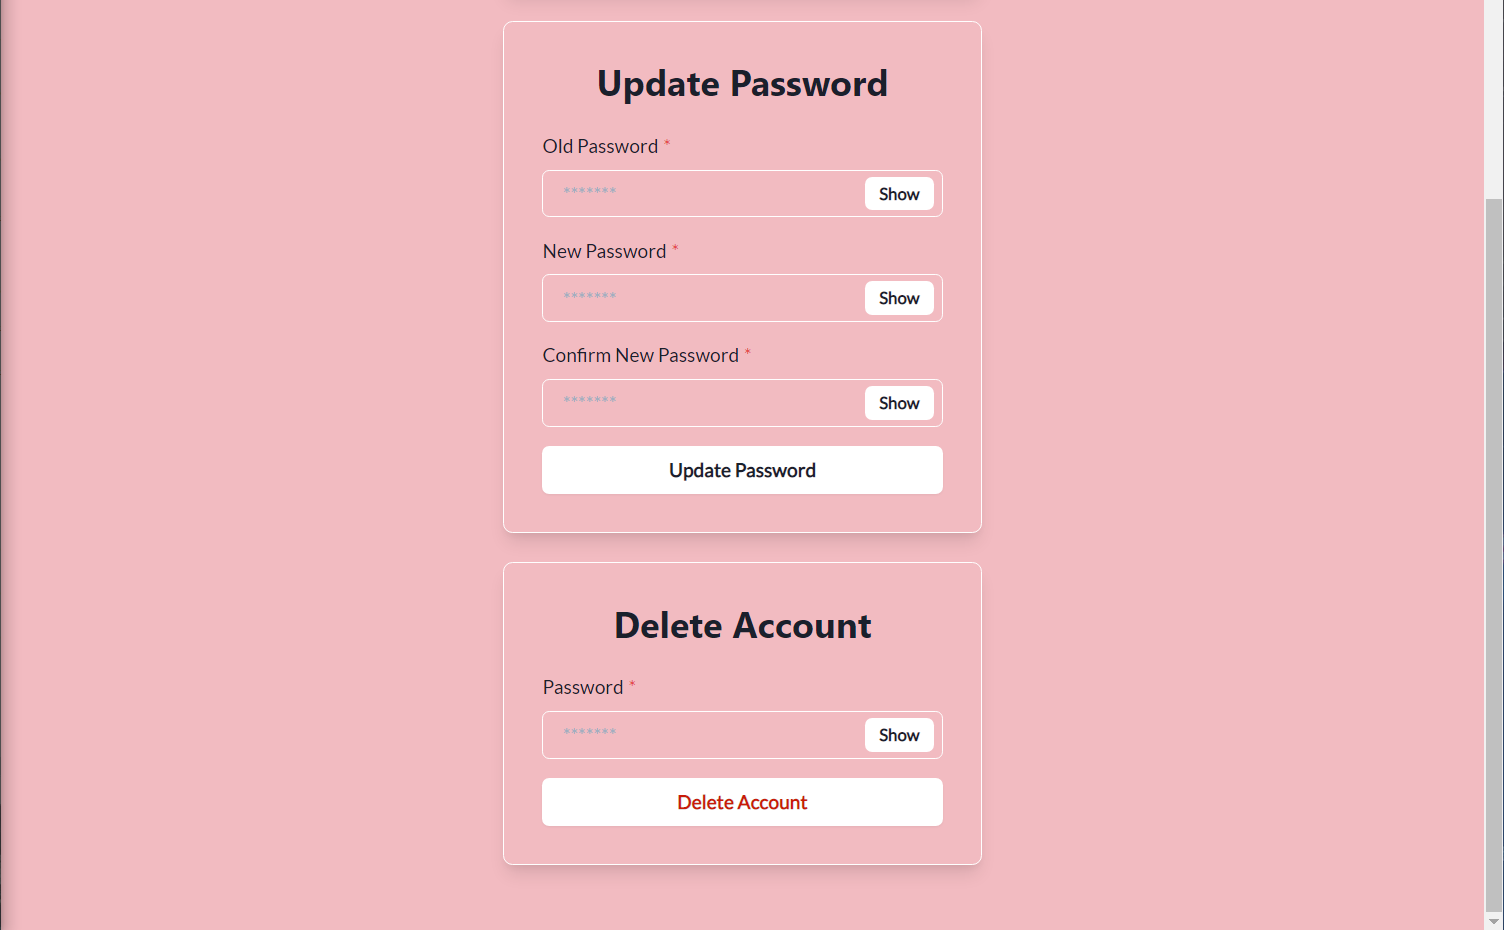 Update Password
Old Password *
******* Show
New Password *
******* Show
Confirm New Password *
******* Show
Update Password
Delete Account
Password *
******* Show
Delete Account